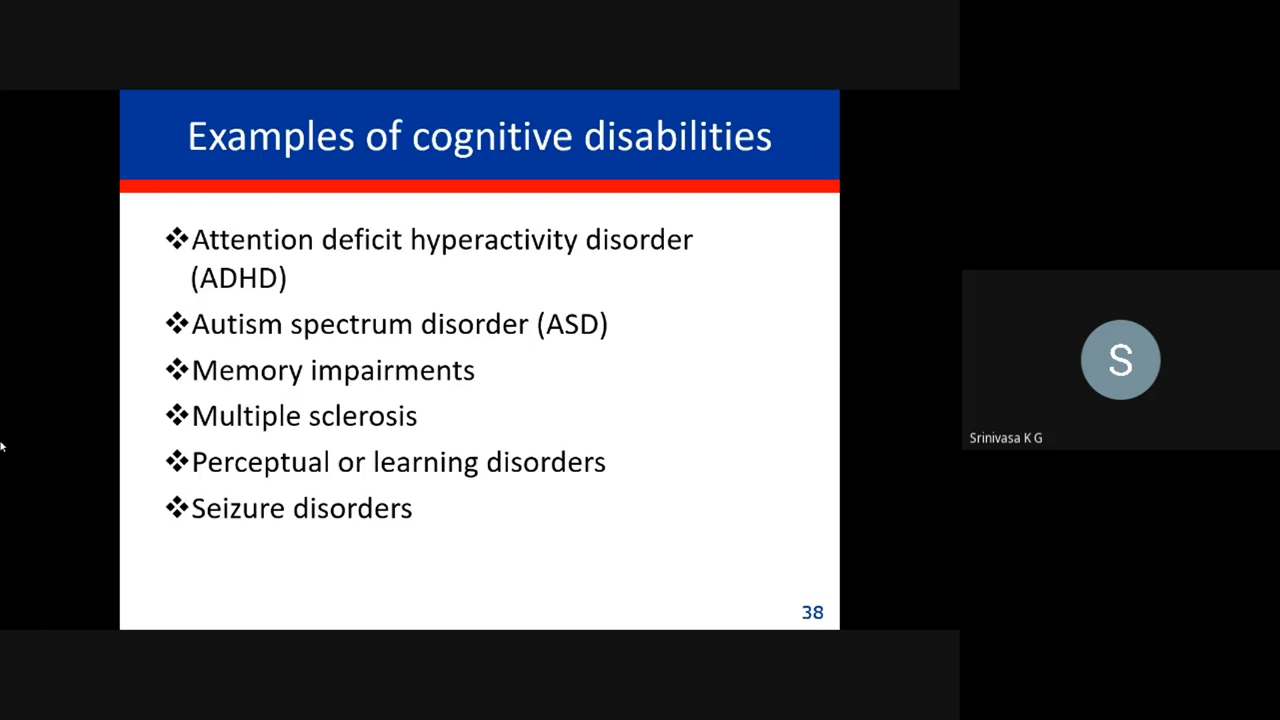 Examples of cognitive disabilities
❖Attention deficit hyperactivity disorder
(ADHD)
❖Autism spectrum disorder (ASD)
❖Memory impairments
❖Multiple sclerosis
❖Perceptual or learning disorders
❖Seizure disorders
38
S
Srinivasa K G